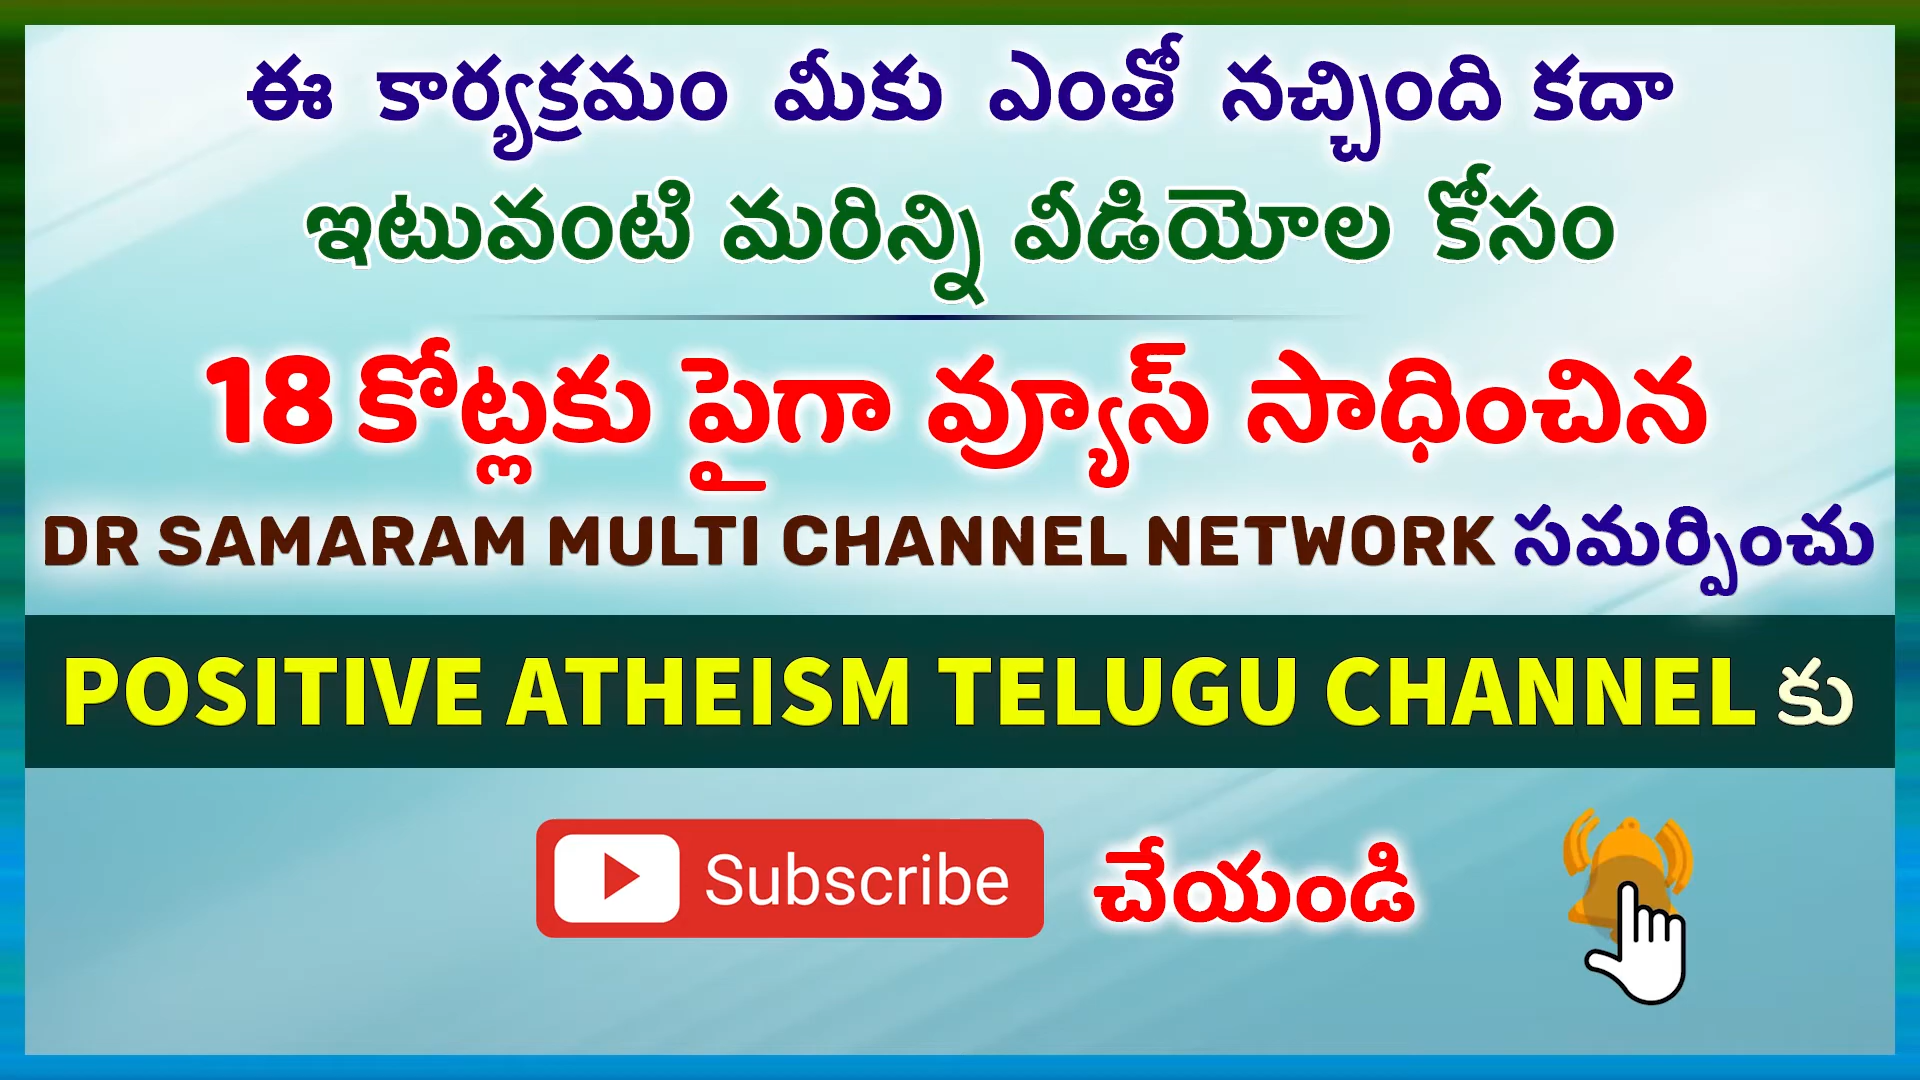 ఈ కార్యక్రమం మీకు ఎంతో నచ్చింది కదా
ఇటువంటి మరిన్ని వీడియోల కోసం
18 కోట్లకు పైగా వ్యూస్ సాధించిన
DR SAMARAM MULTI CHANNEL NETWORK సమర్పించు
POSITIVE ATHEISM TELUGU CHANNEL కు
Subscribe చేయండి